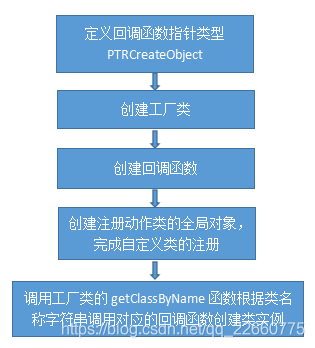 定义回调函数指针类型
PTRCreateObject
创建工厂类
创建回调函数
创建注册动作类的全局对象，
完成自定义类的注册
调用工厂类的 getClassByName 函数根据类名
称字符串调用对应的回调函数创建类实例
https://blog.csdn.net/qq_22660775